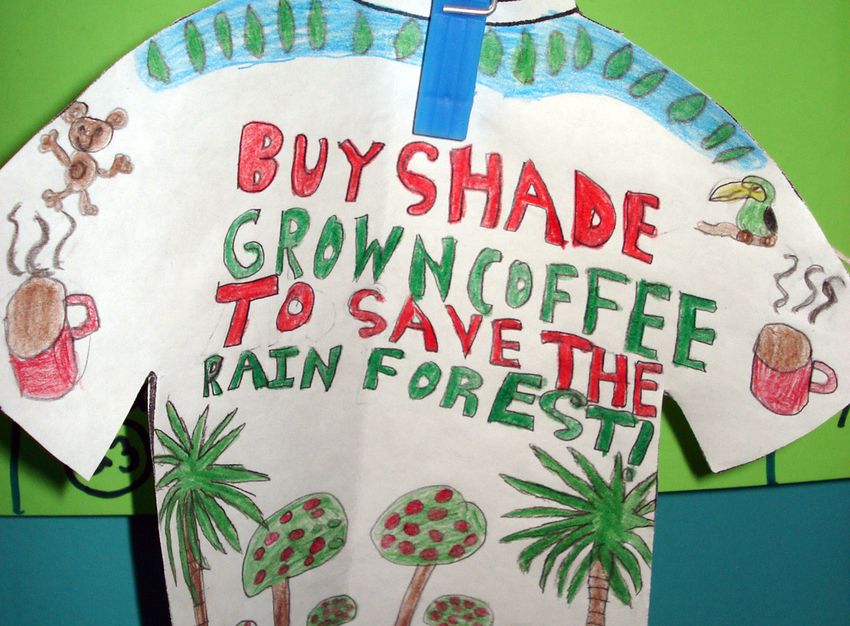 BUY SHADE
GROWN COFFEE
TO SAVE THE
RAIN FOREST!